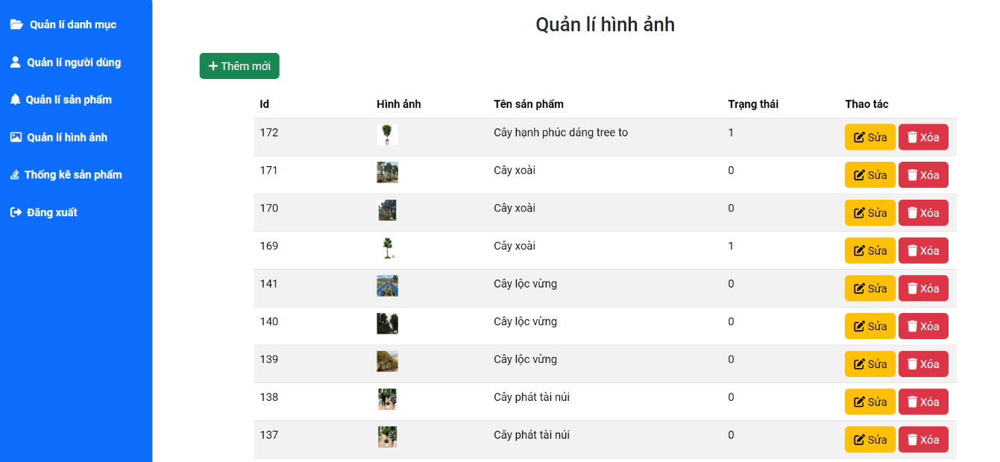 Quản lí danh mục
Quản lí người dùng
Quản lí sản phẩm
Quản lí hình ảnh
Thống kê sản phẩm
Đăng xuất
Quản lí hình ảnh
Thêm mới
Id Hình ảnh Tên sản phẩm Trạng thái Thao tác
172 Cây hạnh phúc dáng tree to 1 Sửa Xóa
171 Cây xoài 0 Sửa Xóa
170 Cây xoài 0 Sửa Xóa
169 Cây xoài 1 Sửa Xóa
141 Cây lộc vừng 0 Sửa Xóa
140 Cây lộc vừng 0 Sửa Xóa
139 Cây lộc vừng 0 Sửa Xóa
138 Cây phát tài núi 0 Sửa Xóa
137 Cây phát tài núi 0 Sửa Xóa